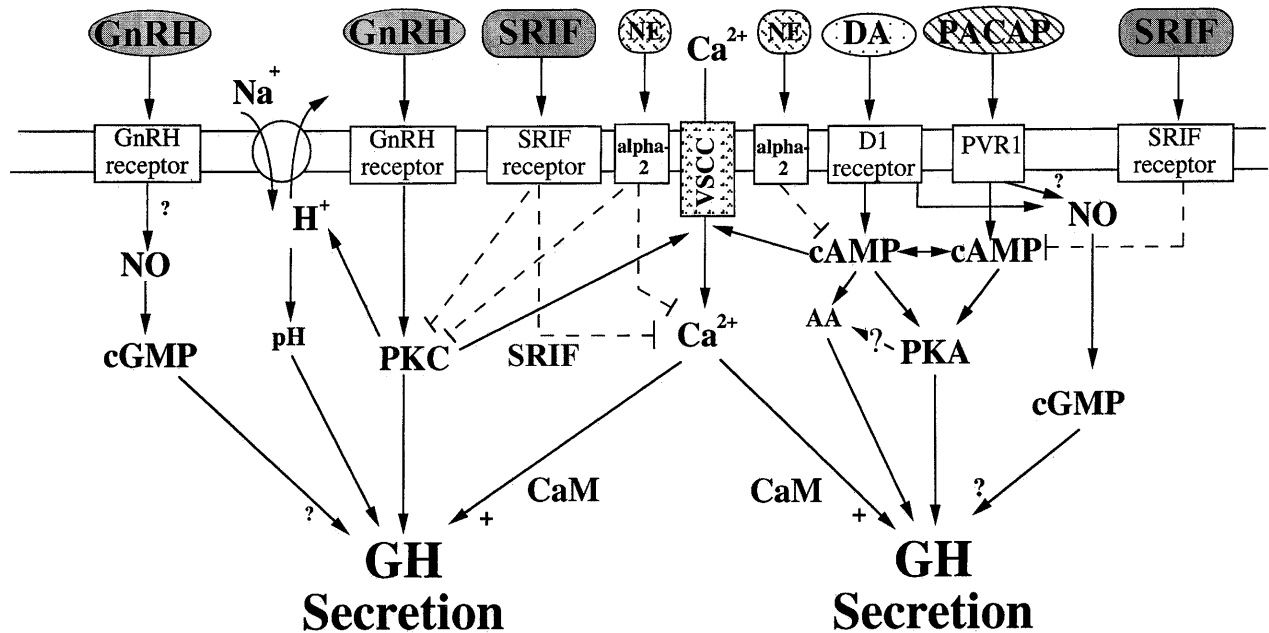 GnRH GnRH SRIF NE Ca2+ NE DA PACAP SRIF
Na+
GnRH receptor
GnRH receptor
SRIF receptor
alpha-2
VSCC
alpha-2
D1 receptor
PVR1
SRIF receptor
?
H+
?
NO
NO
cAMP
cAMP
pH
Ca2+
AA
?
cGMP
PKC
SRIF
PKA
cGMP
CaM
CaM
?
?
+
+
GH
Secretion
GH
Secretion